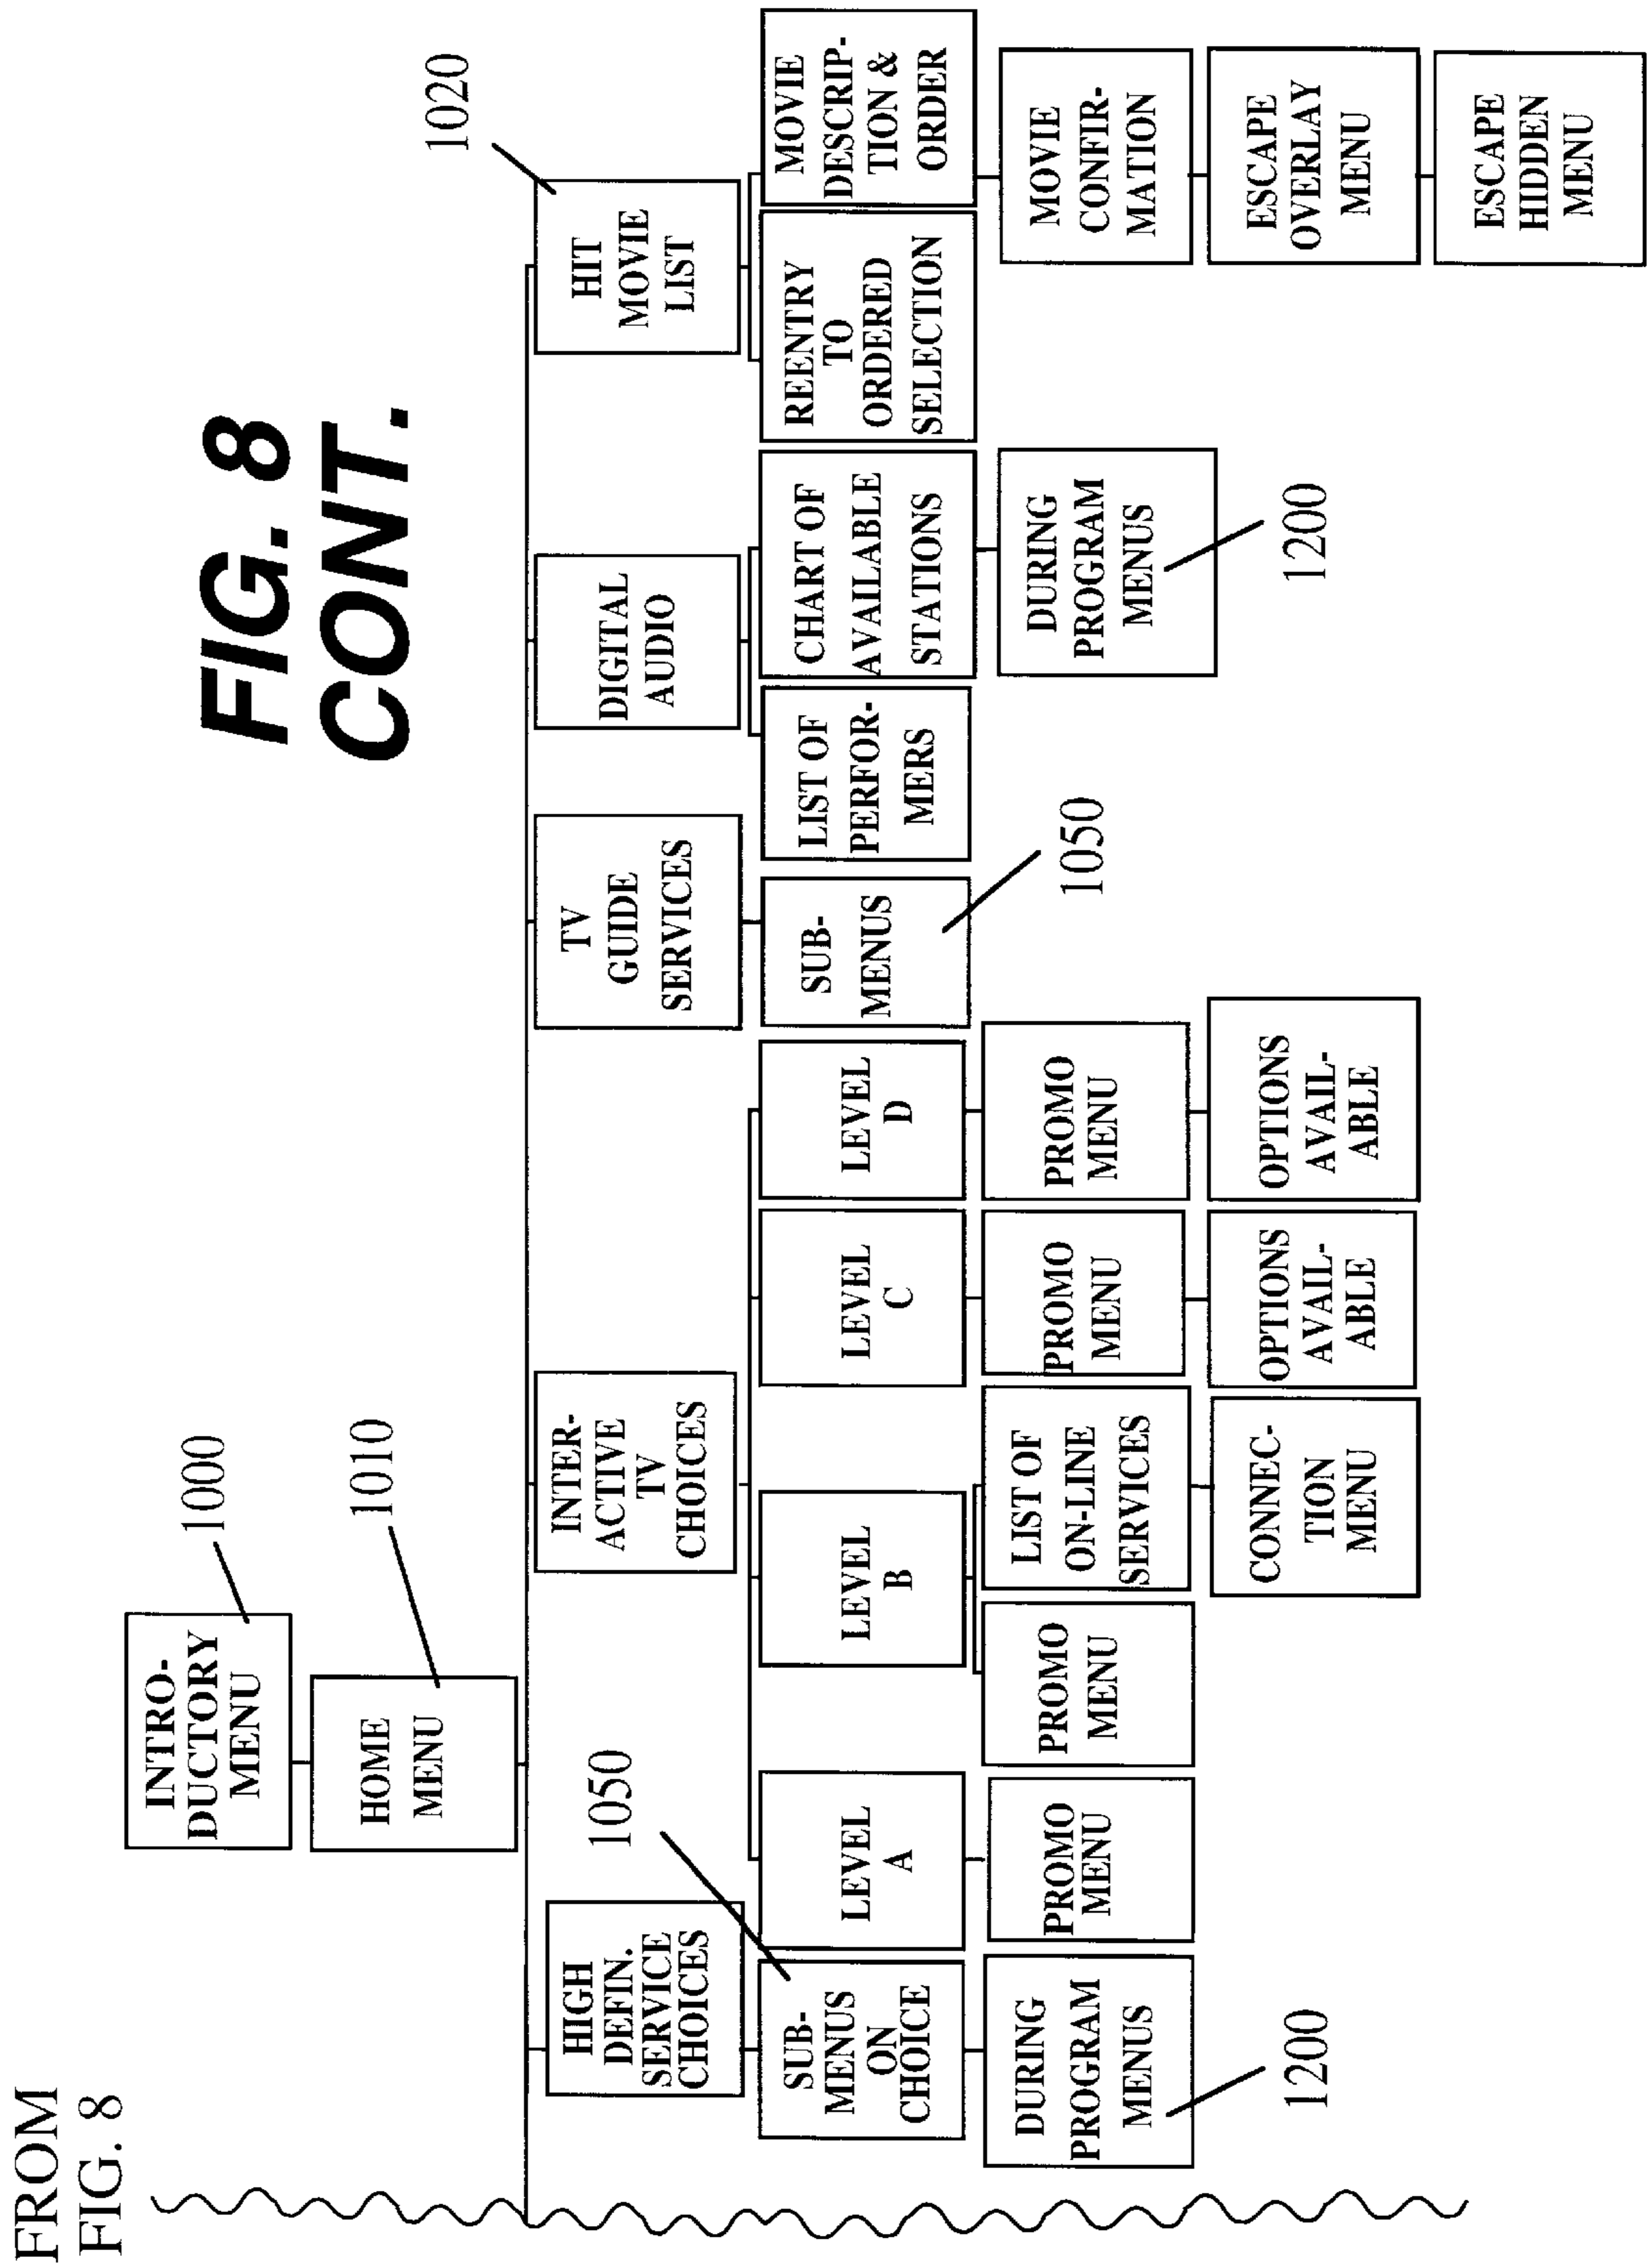 FROM
FIG. 8
FIG. 8
CONT.
INTRO-
DUCTORY
MENU
1000
HOME
MENU
1010
HIGH
DEFIN.
SERVICE
CHOICES
INTER-
ACTIVE
TV
CHOICES
TV
GUIDE
SERVICES
DIGITAL
AUDIO
HIT
MOVIE
LIST
1020
1050
SUB-
MENUS
ON
CHOICE
LEVEL
A
LEVEL
B
LEVEL
C
LEVEL
D
SUB-
MENUS
1050
LIST OF
PERFOR-
MERS
CHART OF
AVAILABLE
STATIONS
REENTRY
TO
ORDERED
SELECTION
MOVIE
DESCRIP-
TION &
ORDER
DURING
PROGRAM
MENUS
1200
PROMO
MENU
PROMO
MENU
LIST OF
ON-LINE
SERVICES
PROMO
MENU
PROMO
MENU
DURING
PROGRAM
MENUS
1200
MOVIE
CONFIR-
MATION
CONNEC-
TION
MENU
OPTIONS
AVAIL-
ABLE
OPTIONS
AVAIL-
ABLE
ESCAPE
OVERLAY
MENU
ESCAPE
HIDDEN
MENU